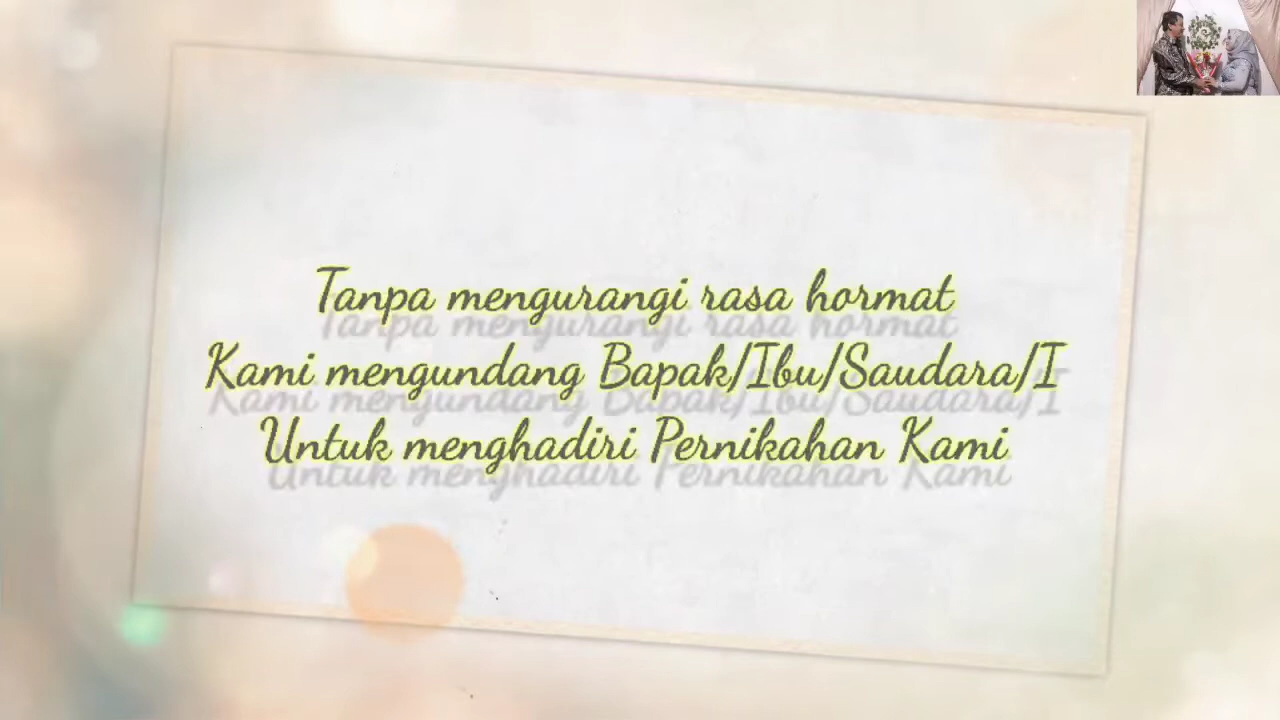 Tanpa mengurangi rasa hormat
Kami mengundang Bapak/Ibu/Saudara/I
Untuk menghadiri Pernikahan Kami